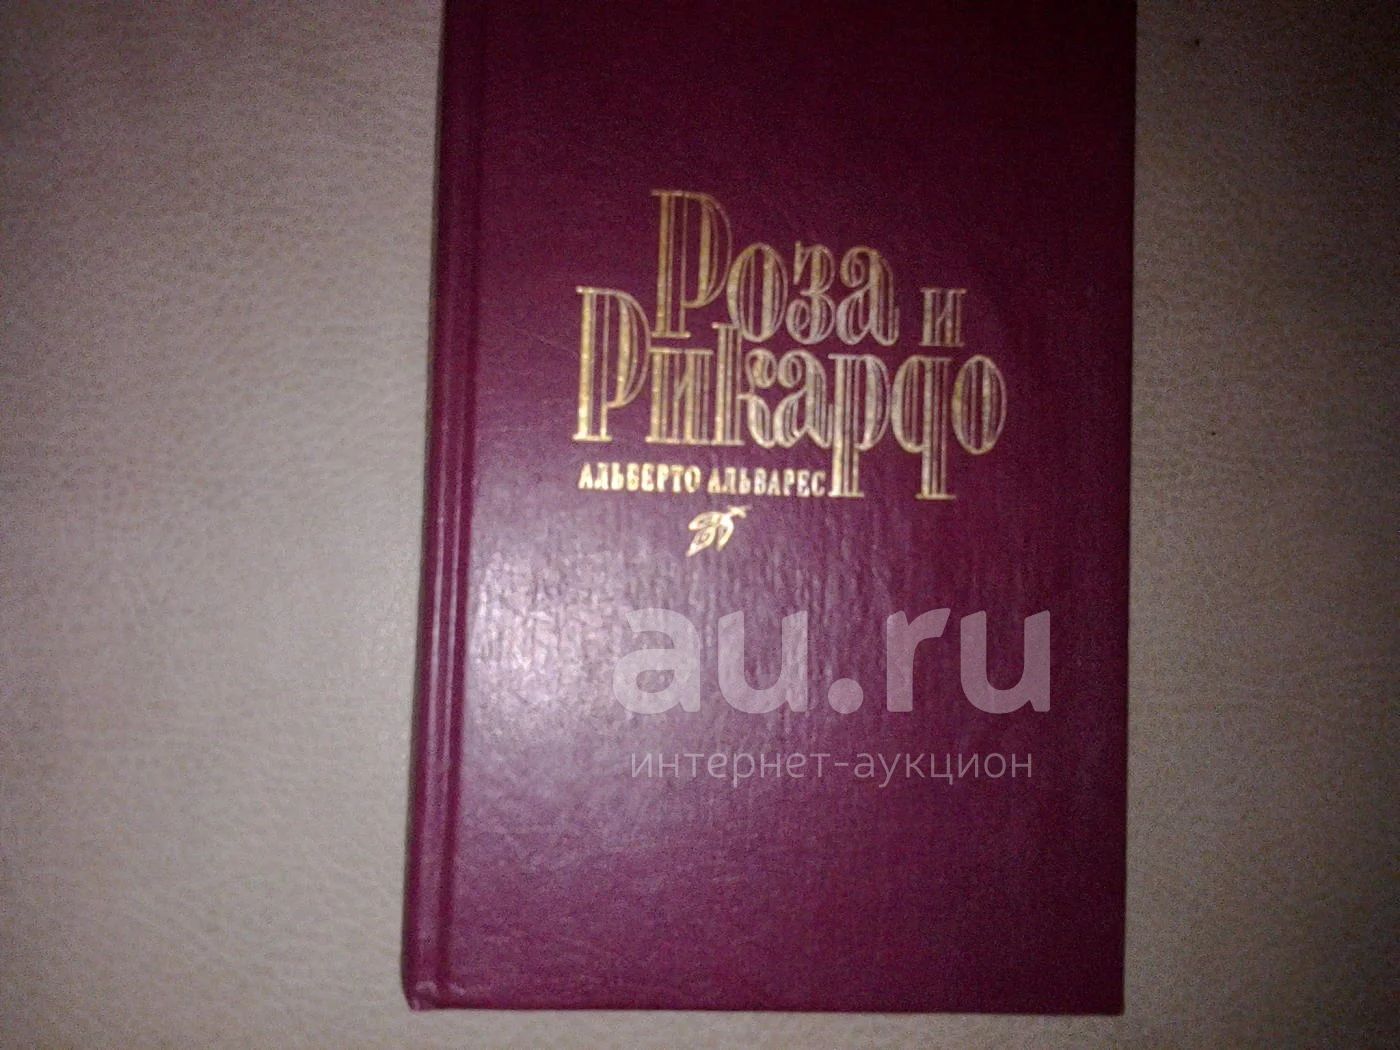 Роза и
Рикардо
АЛЬБЕРТО АЛЬВАРЕС
au.ru
интернет-аукцион